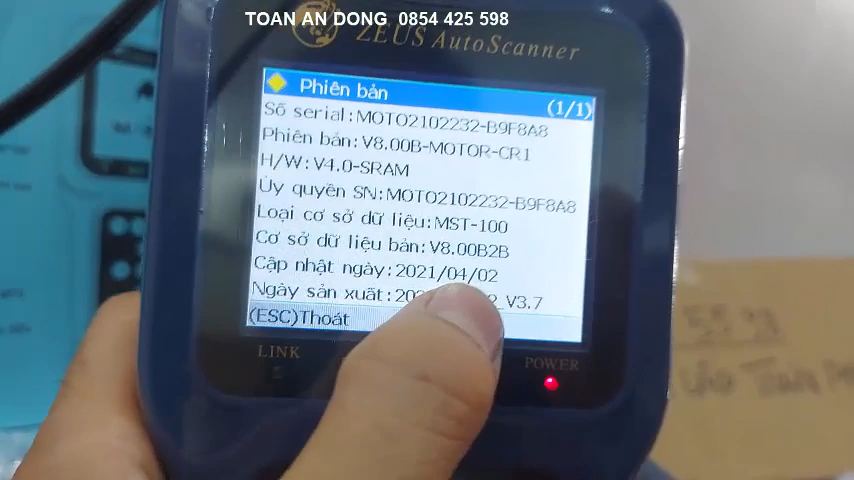 TOAN AN DONG 0854 425 598
ZEUS AutoScanner
Phiên bản (1/1)
Số serial:MOTO2102232-B9F8A8
Phiên bản:V8.00B-MOTOR-CR1
H/W:V4.0-SRAM
Ủy quyền SN:MOTO2102232-B9F8A8
Loại cơ sở dữ liệu:MST-100
Cơ sở dữ liệu bản:V8.00B2B
Cập nhật ngày:2021/04/02
Ngày sản xuất: V3.7
(ESC)Thoát
LINK
POWER